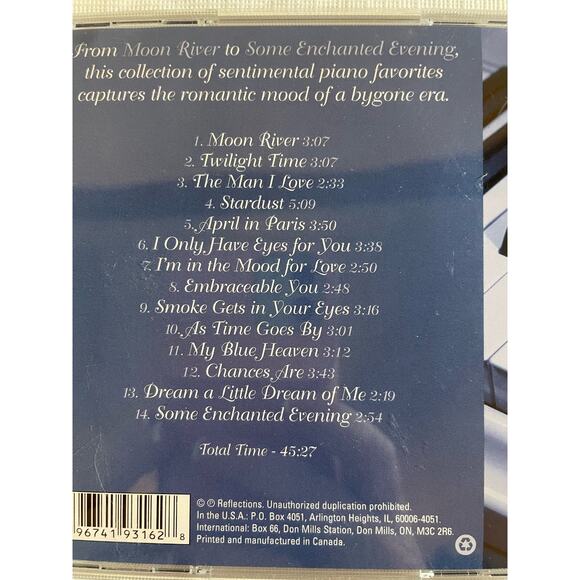 From Moon River to Some Enchanted Evening,
this collection of sentimental piano favorites
captures the romantic mood of a bygone era.
1. Moon River 3:07
2. Twilight Time 3:07
3. The Man I Love 2:33
4. Stardust 5:09
5. April in Paris 3:50
6. I Only Have Eyes for You 3:38
7. I'm in the Mood for Love 2:50
8. Embraceable You 2:48
9. Smoke Gets in Your Eyes 3:16
10. As Time Goes By 3:01
11. My Blue Heaven 3:12
12. Chances Are 3:43
13. Dream a Little Dream of Me 2:19
14. Some Enchanted Evening 2:54
Total Time - 45:27
© ℗ Reflections. Unauthorized duplication prohibited.
In the U.S.A.: P.O. Box 4051, Arlington Heights, IL, 60006-4051.
International: Box 66, Don Mills Station, Don Mills, ON, M3C 2R6.
Printed and manufactured in Canada.
96741 93162 8